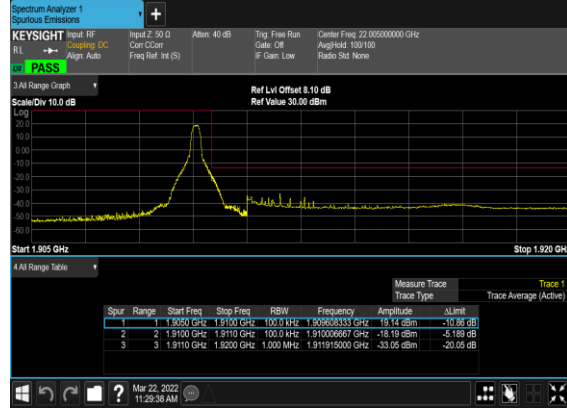 Spectrum Analyzer 1
Spurious Emissions
+
KEYSIGHT Input: RF Input Z: 50 Ω Atten: 40 dB Trig: Free Run Center Freq: 22.005000000 GHz
RL Coupling: DC Corr CCorr Gate: Off Avg|Hold: 100/100
Align: Auto Freq Ref: Int (S) IF Gain: Low Radio Std: None
LW PASS
3 All Range Graph
Ref Lvl Offset 8.10 dB
Scale/Div 10.0 dB Ref Value 30.00 dBm
Log
20.0
10.0
0.00
-10.0
-20.0
-30.0
-40.0
-50.0
-60.0
Start 1.905 GHz Stop 1.920 GHz
4 All Range Table
Measure Trace Trace 1
Trace Type Trace Average (Active)
Spur Range Start Freq Stop Freq RBW Frequency Amplitude ΔLimit
1 1 1.9050 GHz 1.9100 GHz 100.0 kHz 1.909608333 GHz 19.14 dBm -10.86 dB
2 2 1.9100 GHz 1.9110 GHz 100.0 kHz 1.910006667 GHz -18.19 dBm -5.189 dB
3 3 1.9110 GHz 1.9200 GHz 1.000 MHz 1.911915000 GHz -33.05 dBm -20.05 dB
? Mar 22, 2022
11:29:38 AM